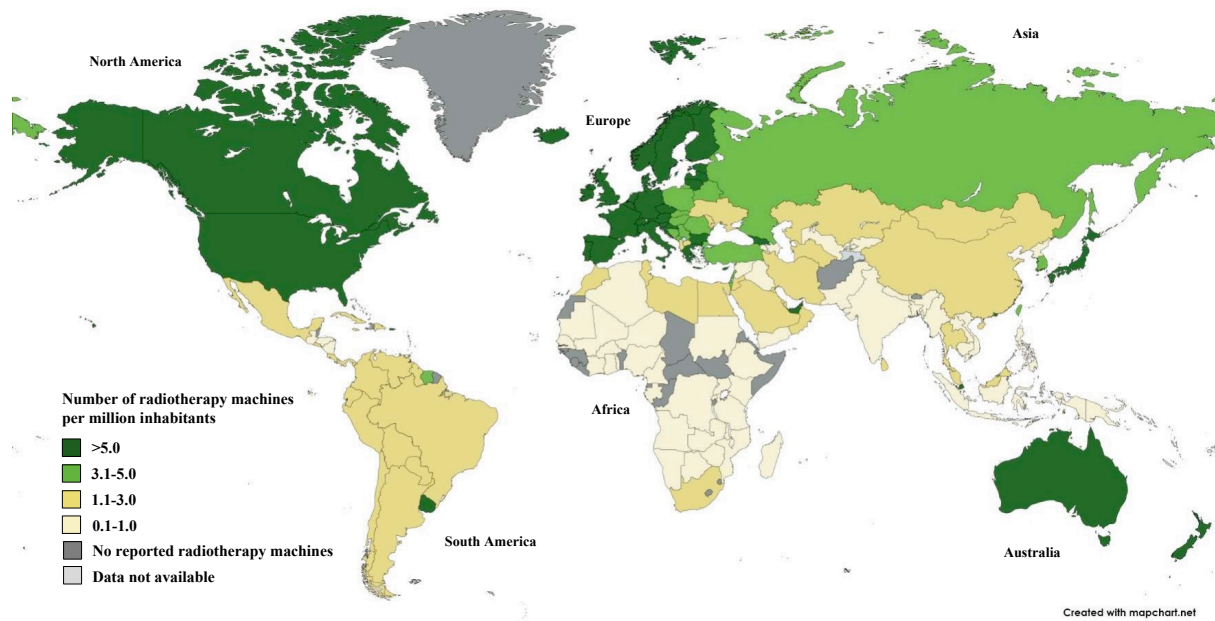 North America
Asia
Europe
Africa
South America
Australia
Number of radiotherapy machines
per million inhabitants
>5.0
3.1-5.0
1.1-3.0
0.1-1.0
No reported radiotherapy machines
Data not available
Created with mapchart.net